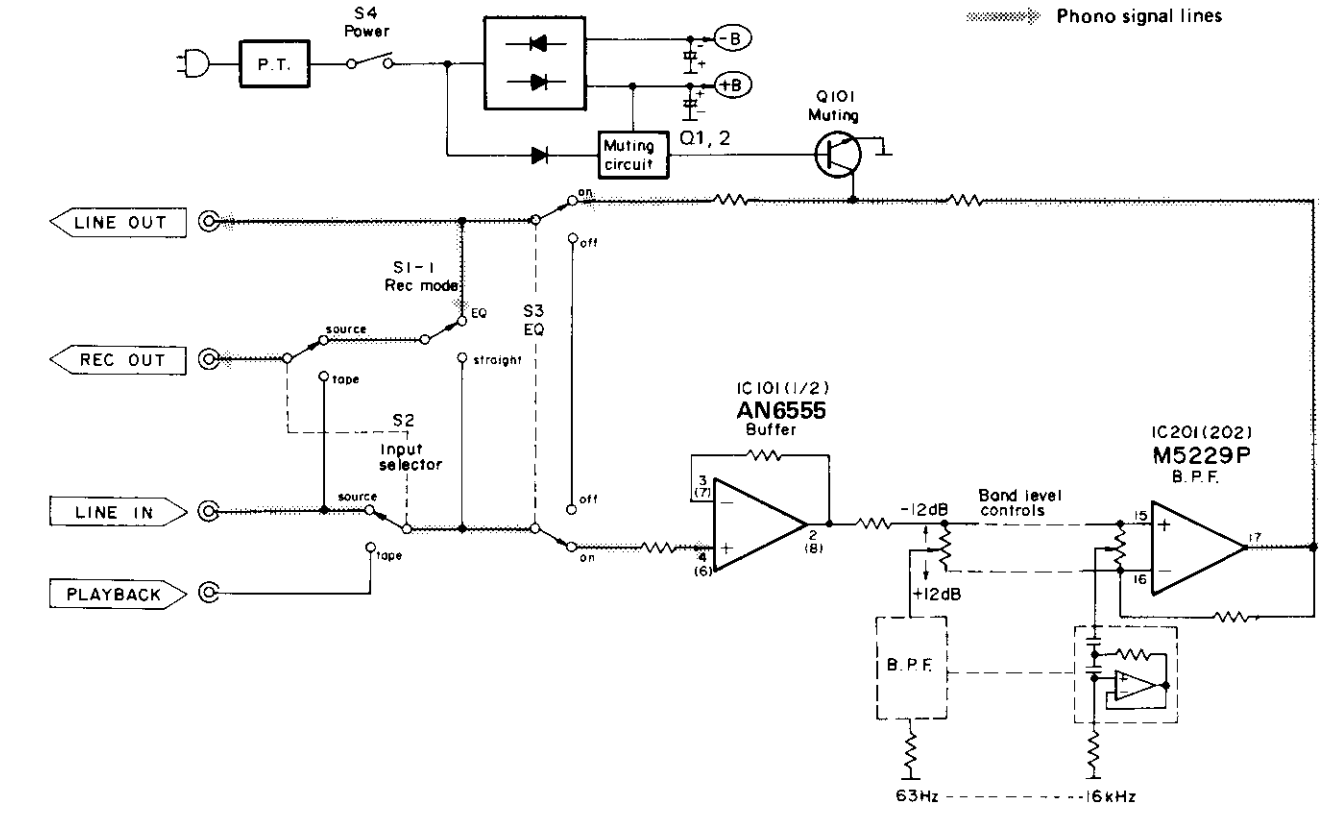 S4
Power
Phono signal lines
P.T.
-B
+B
-
+
+
-
Q101
Muting
Muting
circuit
Q1, 2
LINE OUT
on
off
S1-1
Rec mode
EQ
S3
EQ
source
REC OUT
straight
tape
S2
Input
selector
IC101(1/2)
AN6555
Buffer
IC201(202)
M5229P
B.P.F.
LINE IN
source
off
on
tape
PLAYBACK
3
(7)
-
+
4
(6)
2
(8)
-12dB
+12dB
Band level
controls
15
+
16
-
17
B.P.F.
+
-
63Hz
16kHz